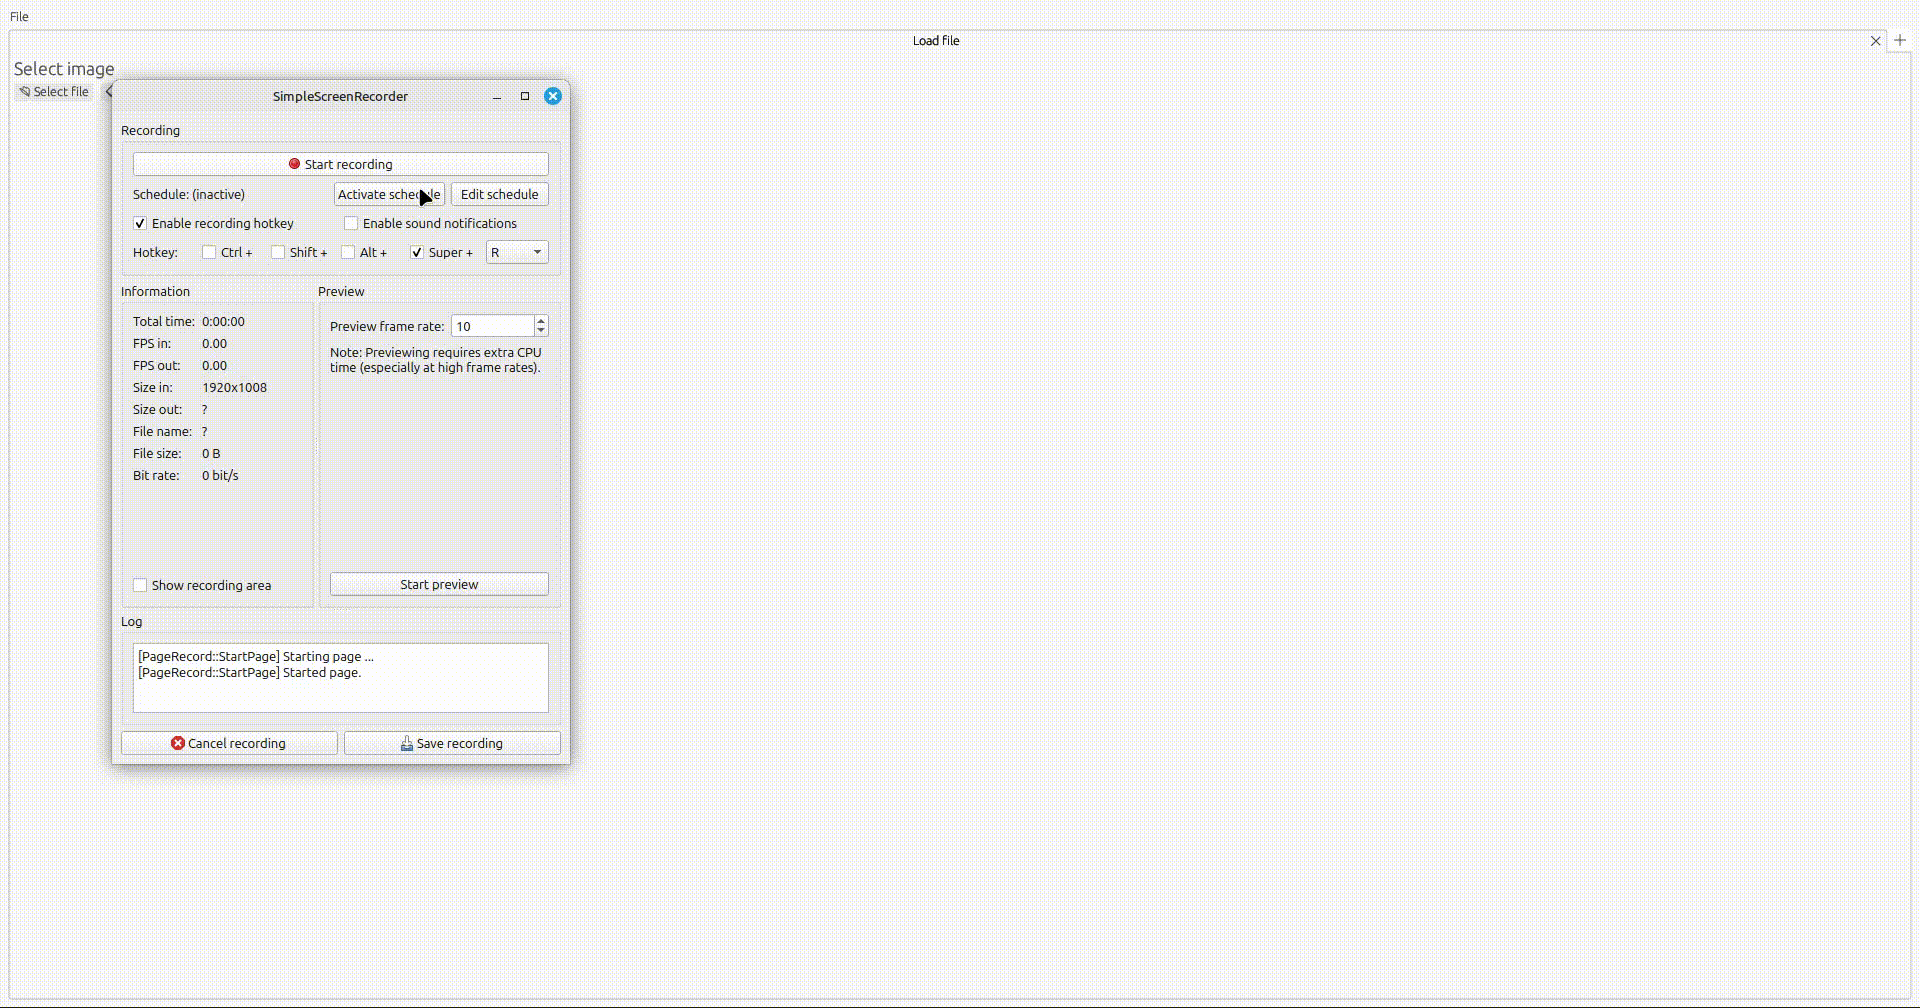 File
Load file
Select image
Select file
SimpleScreenRecorder
Recording
Start recording
Schedule: (inactive) Activate schedule Edit schedule
Enable recording hotkey Enable sound notifications
Hotkey: Ctrl + Shift + Alt + Super + R
Information
Total time: 0:00:00
FPS in: 0.00
FPS out: 0.00
Size in: 1920x1008
Size out: ?
File name: ?
File size: 0 B
Bit rate: 0 bit/s
Show recording area
Preview
Preview frame rate: 10
Note: Previewing requires extra CPU
time (especially at high frame rates).
Start preview
Log
[PageRecord::StartPage] Starting page ...
[PageRecord::StartPage] Started page.
Cancel recording Save recording